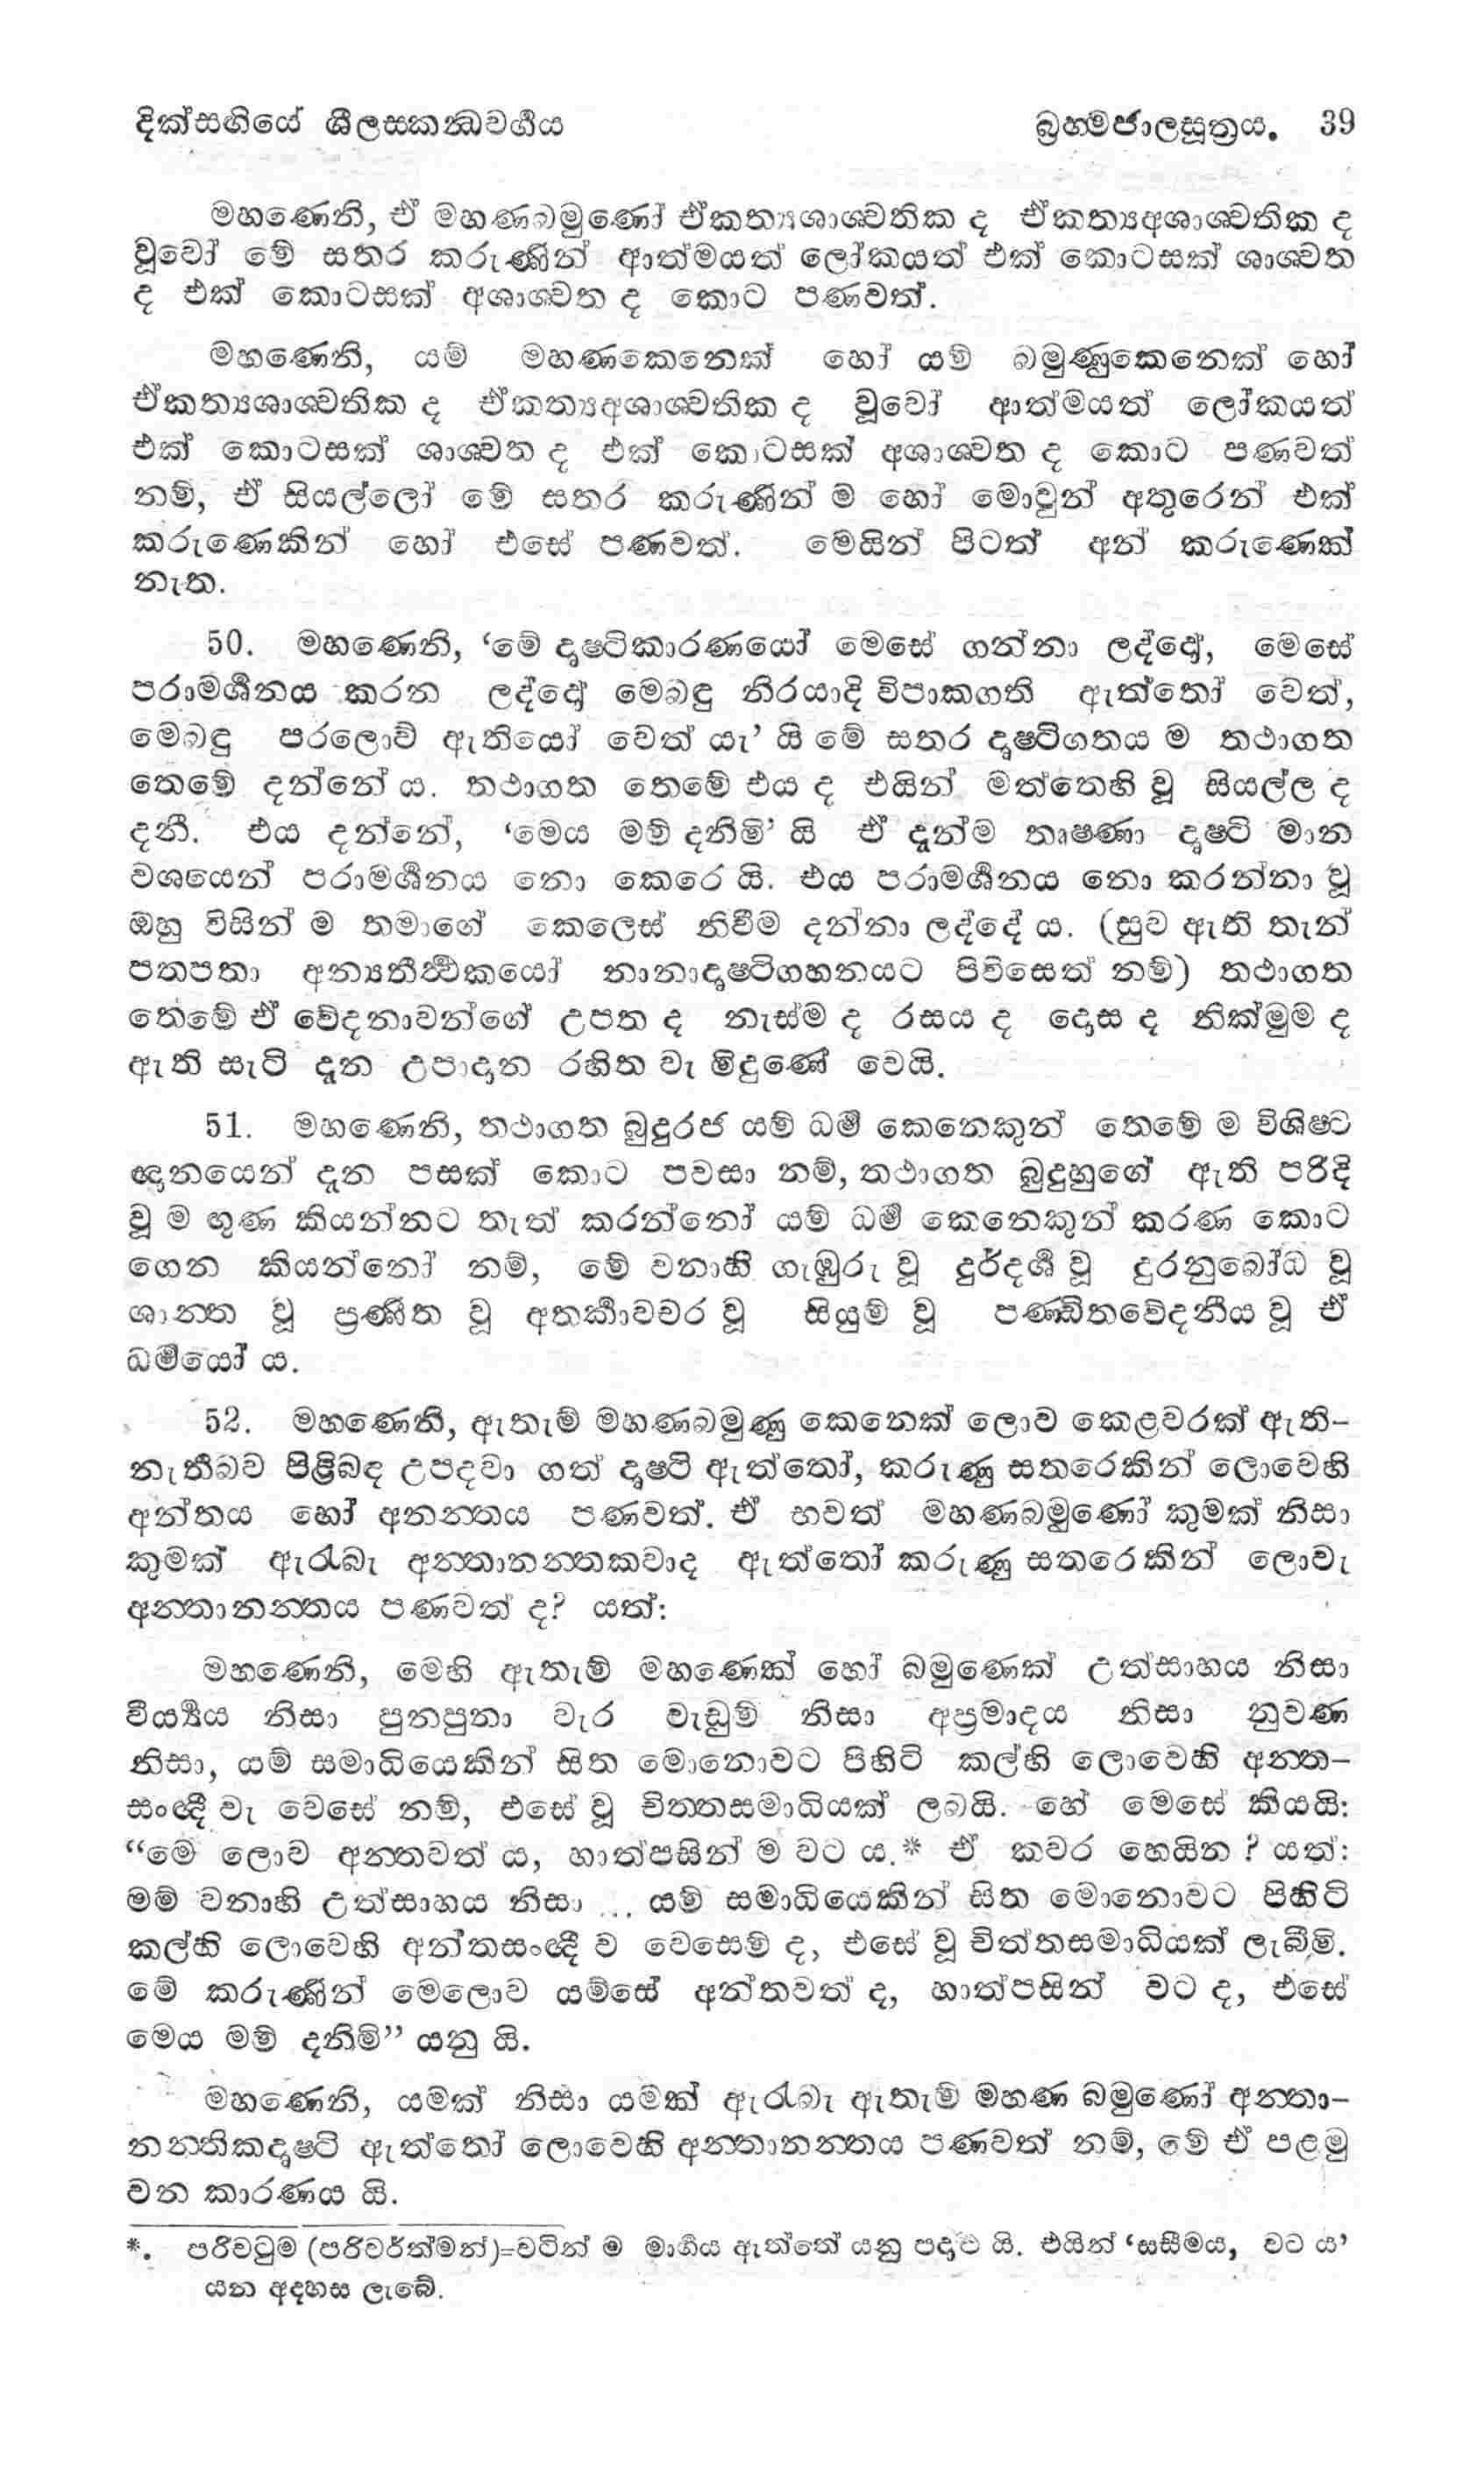 දික්සඟියේ ශීලස‍කන්‍ධවර්‍ගය බ්‍රහ්මජාලසූත්‍රය. 39
මහණෙනි, ඒ මහණබමුණෝ ඒකත්‍යශාශ්‍වතික ද ඒකත්‍යඅශාශ්‍වතික ද
වූවෝ මේ සතර කරුණින් ආත්මයත් ලෝකයත් එක් කොටසක් ශාශ්‍වත
ද එක් කොටසක් අශාශ්‍වත ද කොට පණවත්.
මහණෙනි, යම් මහණකෙනෙක් හෝ යම් බමුණුකෙනෙක් හෝ
ඒකත්‍යශාශ්‍වතික ද ඒකත්‍යඅශාශ්‍වතික ද වූවෝ ආත්මයත් ලෝකයත්
එක් කොටසක් ශාශ්‍වත ද එක් කොටසක් අශාශ්‍වත ද කොට පණවත්
නම්, ඒ සියල්ලෝ මේ සතර කරුණින් ම හෝ මොවුන් අතුරෙන් එක්
කරුණෙකින් හෝ එසේ පණවත්. මෙයින් පිටත් අන් කරුණෙක්
නැත.
50. මහණෙනි, ‘මේ දෘෂ්ටිකාරණයෝ මෙසේ ගන්නා ලද්දෝ, මෙසේ
පරාමර්‍ශනය කරන ලද්දෝ මෙබඳු නිරයාදි විපාකගති ඇත්තෝ වෙත්,
මෙබඳු පරලොව් ඇතියෝ වෙත් යැ’ යි මේ සතර දෘෂ්ටිගතය ම තථාගත
තෙමේ දන්නේ ය. තථාගත තෙමේ එය ද එයින් මත්තෙහි වූ සියල්ල ද
දනී. එය දන්නේ, ‘මෙය මම් දනිමි’ යි ඒ දැන්ම තෘෂ්ණා දෘෂ්ටි මාන
වශයෙන් පරාමර්‍ශනය නො කෙරෙ යි. එය පරාමර්‍ශනය නො කරන්නා වූ
ඔහු විසින් ම තමාගේ කෙලෙස් නිවීම දන්නා ලද්දේ ය. (සුව ඇති තැන්
පතපතා අන්‍යතීර්‍ත්‍ථකයෝ නානාදෘෂ්ටිගහනයට පිවිසෙත් නම්) තථාගත
තෙමේ ඒ වේදනාවන්ගේ උපත ද නැස්ම ද රසය ද දොස ද නික්මුම ද
ඇති සැටි දැන උපාදාන රහිත වැ මිදුණේ වෙයි.
51. මහණෙනි, තථාගත බුදුරජ යම් ධර්‍ම කෙනෙකුන් තෙමේ ම විශිෂ්ට
ඥානයෙන් දැන පසක් කොට පවසා නම්, තථාගත බුදුහුගේ ඇති පරිදි
වූ ම ගුණ කියන්නට තැත් කරන්නෝ යම් ධර්‍ම කෙනෙකුන් කරණ කොට
ගෙන කියන්නෝ නම්, මේ වනාහී ගැඹුරු වූ දුර්දර්‍ශ වූ දුරනුබෝධ වූ
ශාන්‍ත වූ ප්‍රණීත වූ අතර්‍කාවචර වූ සියුම් වූ පණ්ඩිතවේදනීය වූ ඒ
ධර්‍මයෝ ය.
52. මහණෙනි, ඇතැම් මහණබමුණු කෙනෙක් ලොව කෙළවරක් ඇති-
නැතිබව පිළිබඳ උපදවා ගත් දෘෂ්ටි ඇත්තෝ, කරුණු සතරෙකින් ලොවෙහි
අන්තය හෝ අනන්‍තය පණවත්. ඒ භවත් මහණබමුණෝ කුමක් නිසා
කුමක් ඇරැබැ අන්‍තානන්‍තකවාද ඇත්තෝ කරුණු සතරෙකින් ලොවැ
අන්‍තානන්‍තය පණවත් ද? යත්:
මහණෙනි, මෙහි ඇතැම් මහණෙක් හෝ බමුණෙක් උත්සාහය නිසා
වීර්‍ය්‍යය නිසා පුනපුනා වැර වැඩුම් නිසා අප්‍රමාදය නිසා නුවණ
නිසා, යම් සමාධියෙකින් සිත මොනොවට පිහිටි කල්හි ලොවෙහි අන්‍ත-
සංඥී වැ වෙසේ නම්, එසේ වූ චිත්‍තසමාධියක් ලබයි. හේ මෙසේ කියයි:
“මේ ලොව අන්‍තවත් ය, හාත්පසින් ම වට ය.* ඒ කවර හෙයින ? යත්:
මම් වනාහි උත්සාහය නිසා ... යම් සමාධියෙකින් සිත මොනොවට පිහිටි
කල්හි ලොවෙහි අන්තසංඥී ව වෙසෙම් ද, එසේ වූ චිත්තසමාධියක් ලැබීමි.
මේ කරුණින් මෙලොව යම්සේ අන්තවත් ද, හාත්පසින් වට ද, එසේ
මෙය මම් දනිමි” යනු යි.
මහණෙනි, යමක් නිසා යමක් ඇරැබැ ඇතැම් මහණ බමුණෝ අන්‍තා-
නන්‍තිකදෘෂ්ටි ඇත්තෝ ලොවෙහි අන්‍තානන්‍තය පණවත් නම්, මේ ඒ පළමු
වන කාරණය යි.
*. පරිවටුම (පරිවර්ත්මන්)=වටින් ම මාර්‍ගය ඇත්තේ යනු පදාර්‍ථ යි. එයින් ‘සසීමය, වට ය’
යන අදහස ලැබේ.